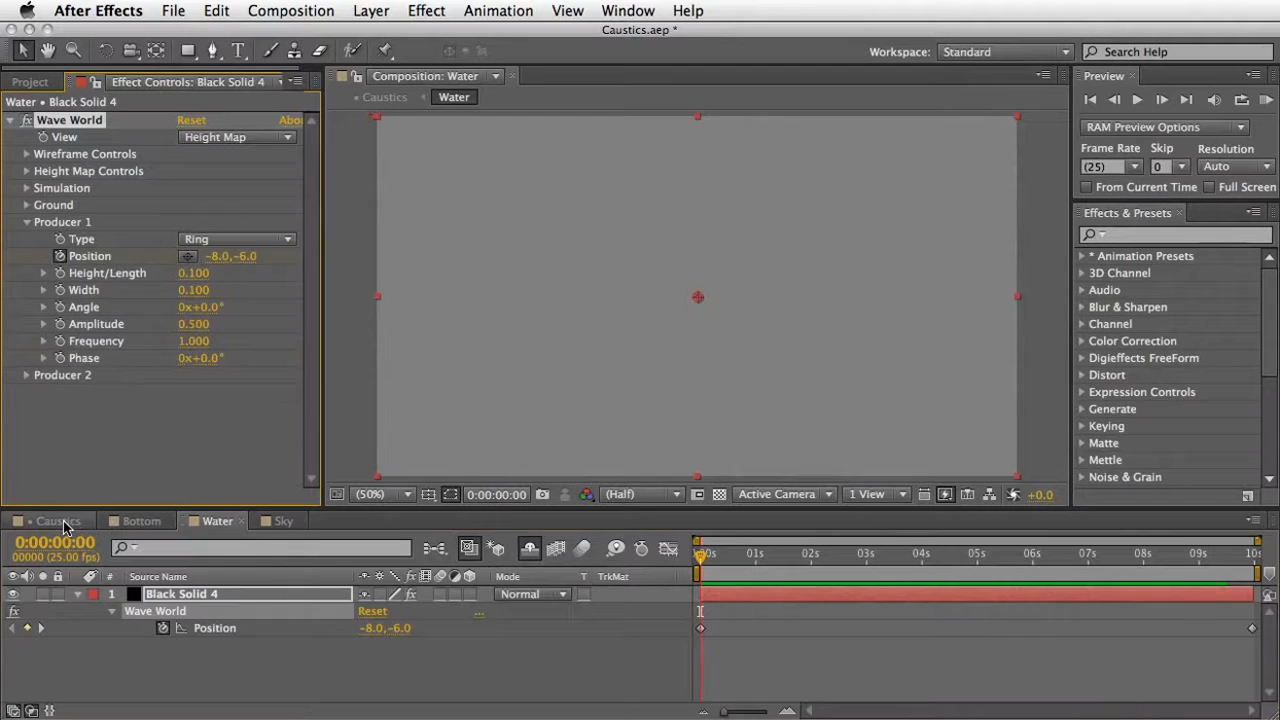 After Effects File Edit Composition Layer Effect Animation View Window Help
Caustics.aep *
Workspace: Standard Search Help
Project Effect Controls: Black Solid 4
Composition: Water
Preview
Water • Black Solid 4
Caustics Water
Wave World Reset Abo
View Height Map
Wireframe Controls
Height Map Controls
Simulation
Ground
Producer 1
Type Ring
Position -8.0,-6.0
Height/Length 0.100
Width 0.100
Angle 0x+0.0°
Amplitude 0.500
Frequency 1.000
Phase 0x+0.0°
Producer 2
RAM Preview Options
Frame Rate Skip Resolution
(25) 0 Auto
From Current Time Full Screen
Effects & Presets
* Animation Presets
3D Channel
Audio
Blur & Sharpen
Channel
Color Correction
Digieffects FreeForm
Distort
Expression Controls
Generate
Keying
Matte
Mettle
Noise & Grain
(50%) 0:00:00:00 (Half) Active Camera 1 View +0.0
Caustics Bottom Water Sky
0:00:00:00
00000 (25.00 fps)
00s 01s 02s 03s 04s 05s 06s 07s 08s 09s 10s
# Source Name Mode T TrkMat
1 Black Solid 4 Normal
Wave World Reset ...
Position -8.0,-6.0